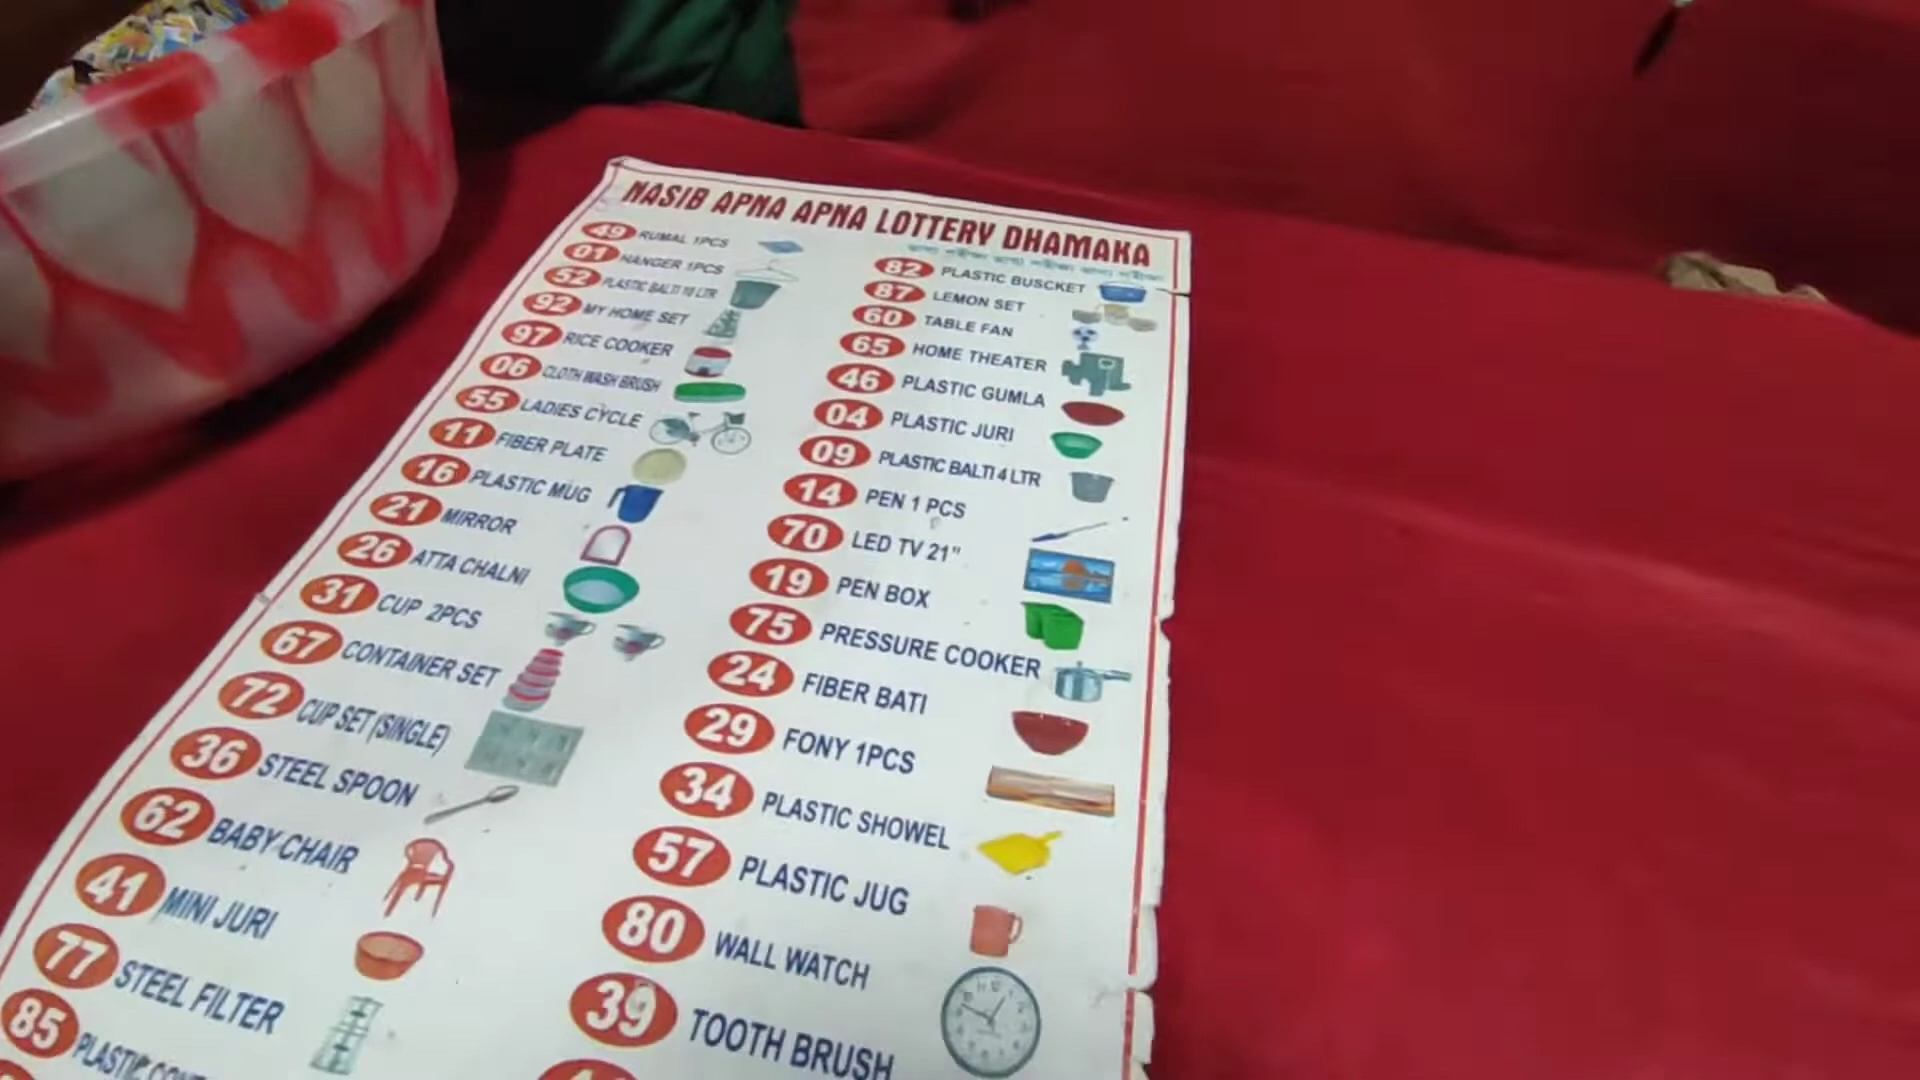 NASIB APNA APNA LOTTERY DHAMAKA
49 RUMAL 1PCS
01 HANGER 1PCS
52 PLASTIC BALTI 10 LTR
92 MY HOME SET
97 RICE COOKER
06 CLOTH WASH BRUSH
55 LADIES CYCLE
11 FIBER PLATE
16 PLASTIC MUG
21 MIRROR
26 ATTA CHALNI
31 CUP 2PCS
67 CONTAINER SET
72 CUP SET (SINGLE)
36 STEEL SPOON
62 BABY CHAIR
41 MINI JURI
77 STEEL FILTER
85 PLASTIC
82 PLASTIC BUSCKET
87 LEMON SET
60 TABLE FAN
65 HOME THEATER
46 PLASTIC GUMLA
04 PLASTIC JURI
09 PLASTIC BALTI 4 LTR
14 PEN 1 PCS
70 LED TV 21"
19 PEN BOX
75 PRESSURE COOKER
24 FIBER BATI
29 FONY 1PCS
34 PLASTIC SHOWEL
57 PLASTIC JUG
80 WALL WATCH
39 TOOTH BRUSH